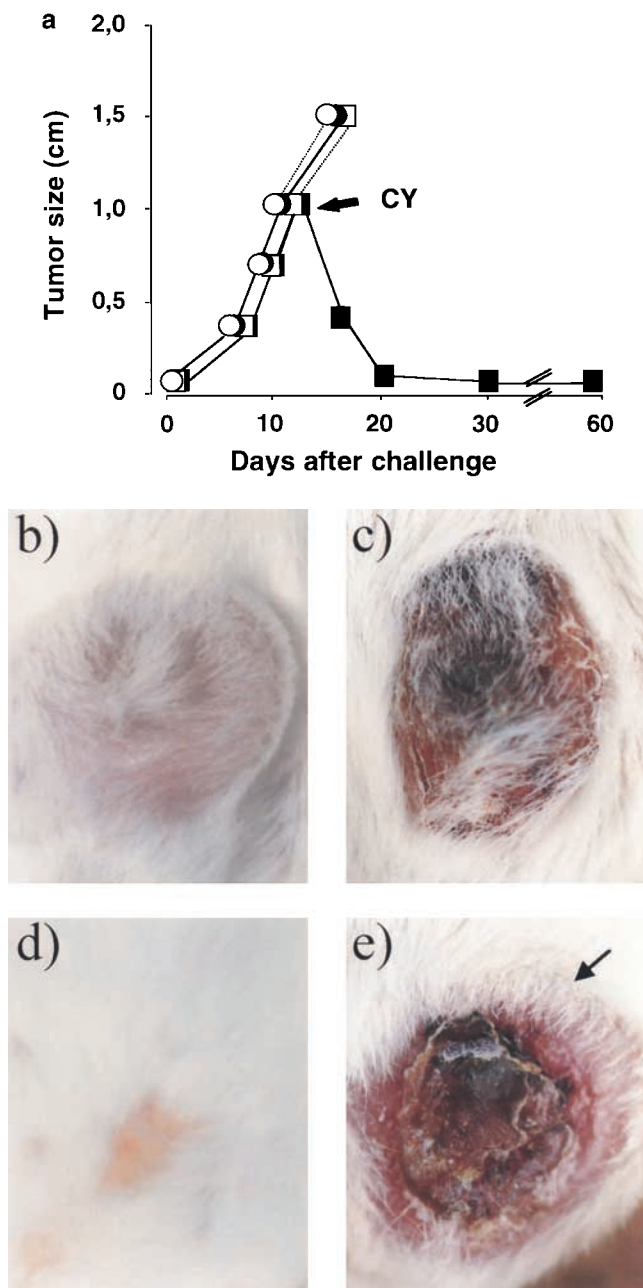 a
2,0
1,5
1,0
0,5
0
Tumor size (cm)
CY
0 10 20 30 60
Days after challenge
b)
c)
d)
e)